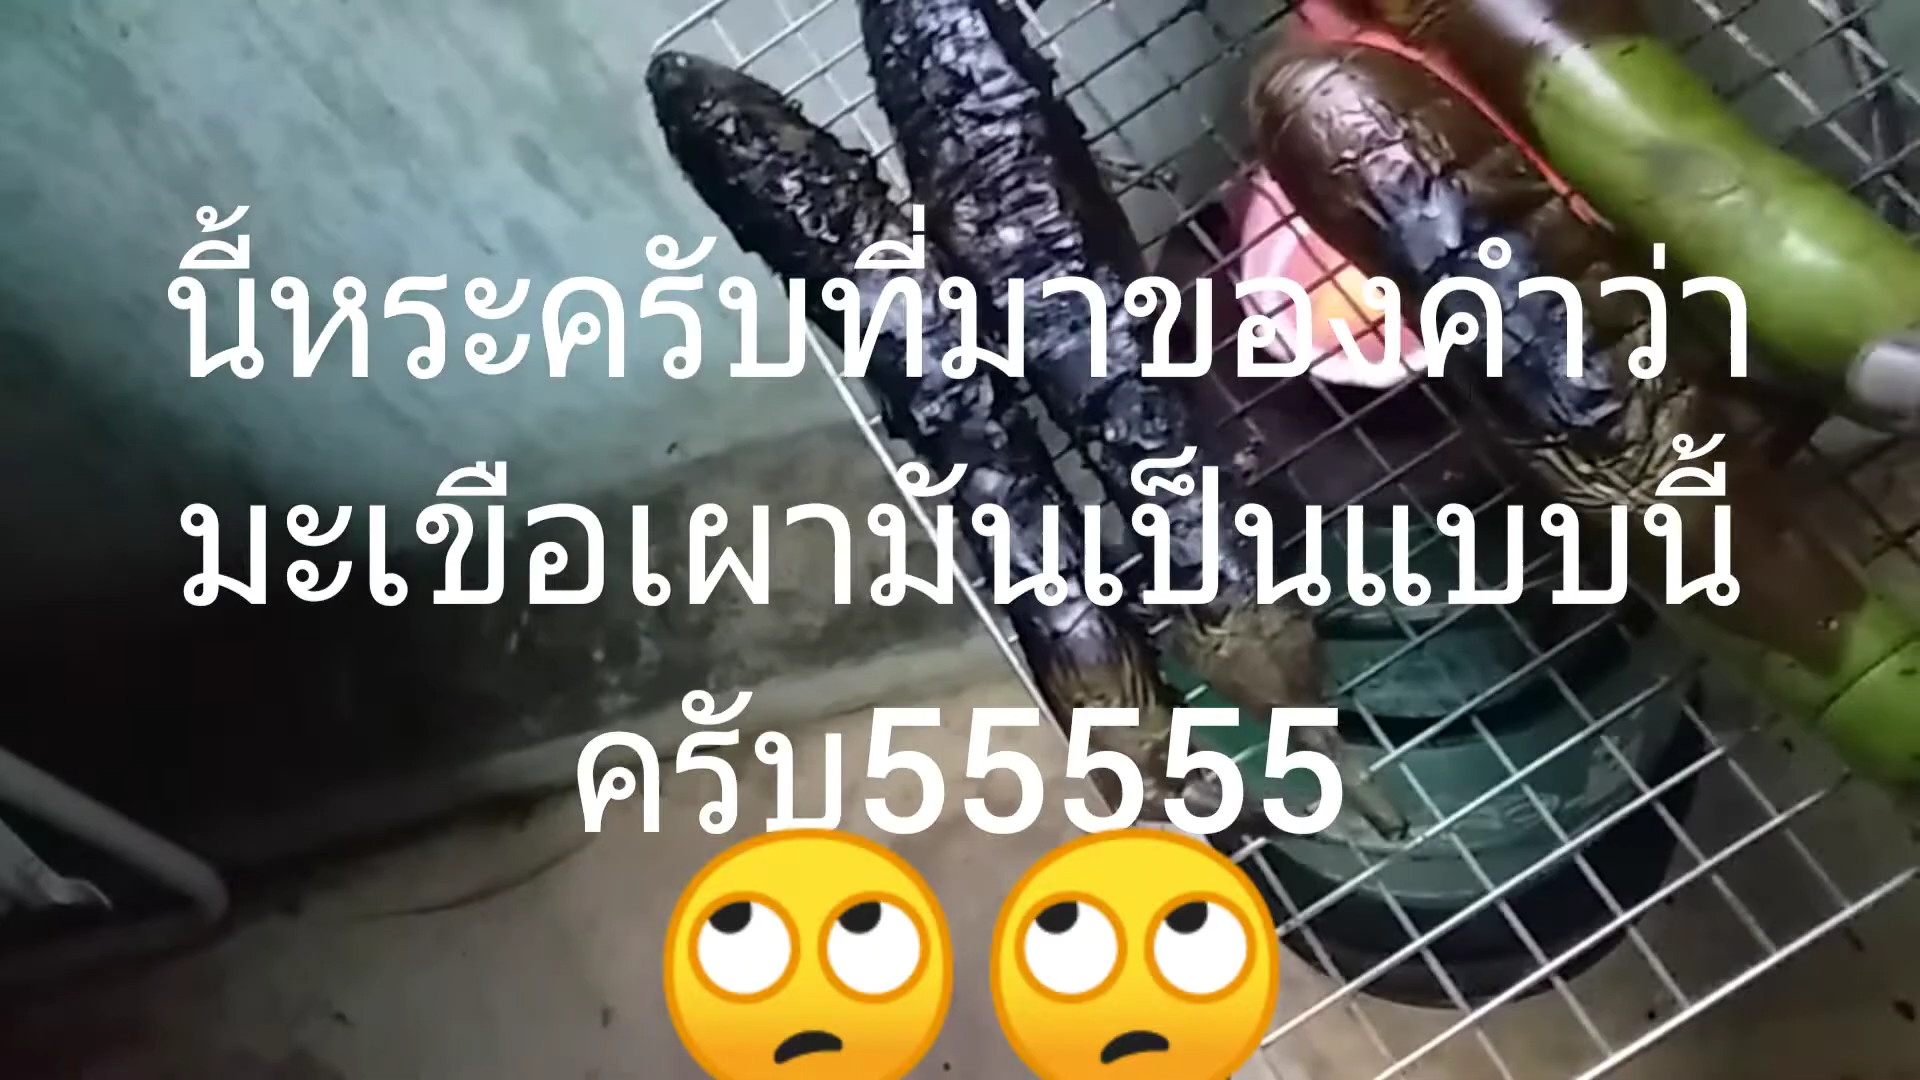 นี้หระครับที่มาของคำว่า
มะเขือเผามันเป็นแบบนี้
ครับ55555